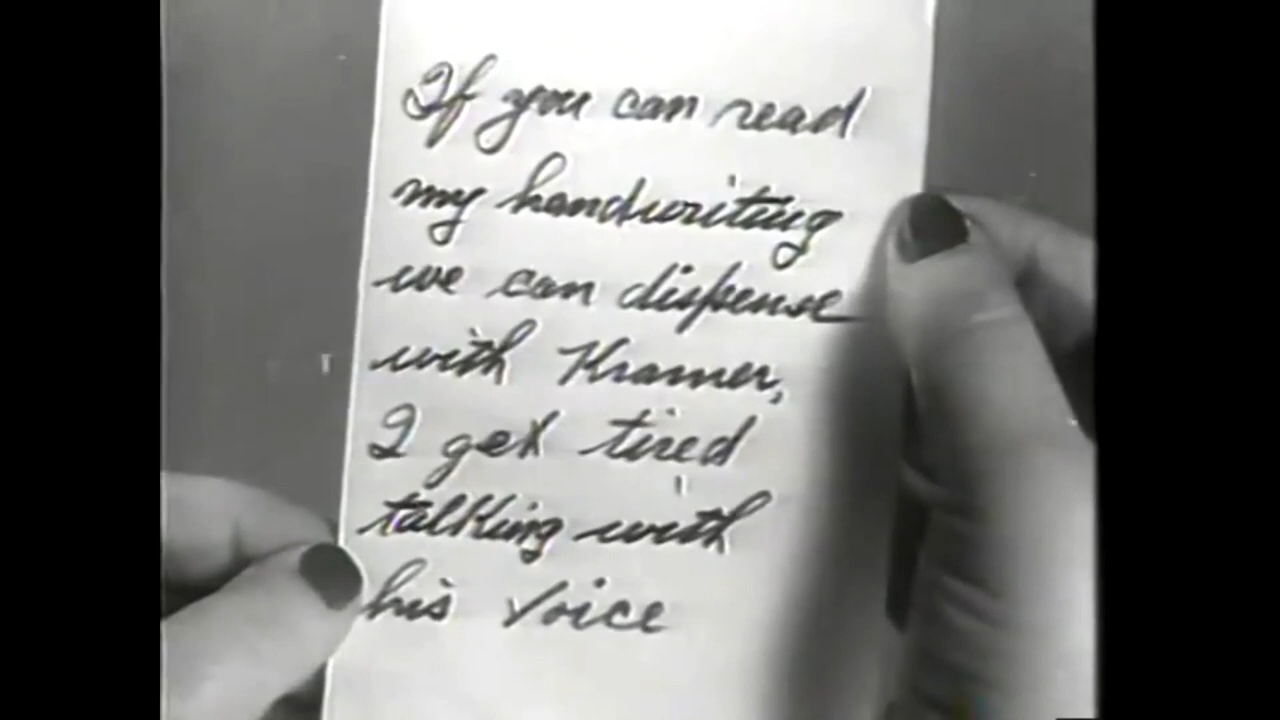 If you can read
my handwriting
we can dispense
with Kramer,
I get tired
talking with
his voice